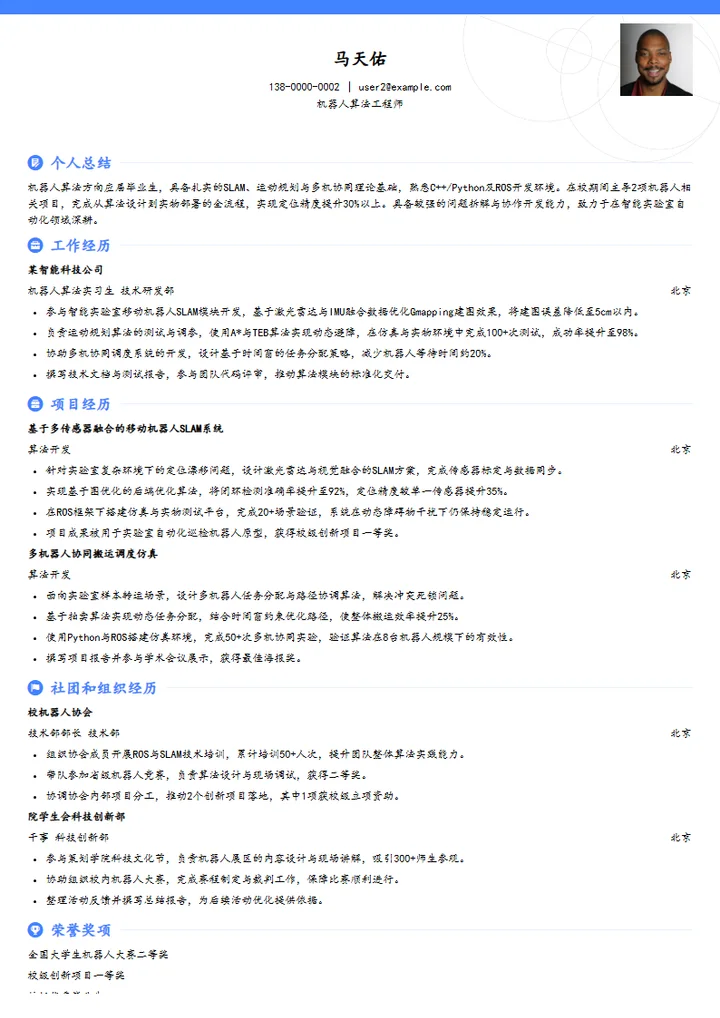 马天佑
138-0000-0002 | user2@example.com
机器人算法工程师
个人总结
机器人算法方向应届毕业生，具备扎实的SLAM、运动规划与多机协同理论基础，熟悉C++/Python及ROS开发环境。在校期间主导2项机器人相
关项目，完成从算法设计到实物部署的全流程，实现定位精度提升30%以上。具备较强的问题拆解与协作开发能力，致力于在智能实验室自
动化领域深耕。
工作经历
某智能科技公司
机器人算法实习生 技术研发部 北京
• 参与智能实验室移动机器人SLAM模块开发，基于激光雷达与IMU融合数据优化Gmapping建图效果，将建图误差降低至5cm以内。
• 负责运动规划算法的测试与调参，使用A*与TEB算法实现动态避障，在仿真与实物环境中完成100+次测试，成功率提升至98%。
• 协助多机协同调度系统的开发，设计基于时间窗的任务分配策略，减少机器人等待时间约20%。
• 撰写技术文档与测试报告，参与团队代码评审，推动算法模块的标准化交付。
项目经历
基于多传感器融合的移动机器人SLAM系统
算法开发 北京
• 针对实验室复杂环境下的定位漂移问题，设计激光雷达与视觉融合的SLAM方案，完成传感器标定与数据同步。
• 实现基于图优化的后端优化算法，将闭环检测准确率提升至92%，定位精度较单一传感器提升35%。
• 在ROS框架下搭建仿真与实物测试平台，完成20+场景验证，系统在动态障碍物干扰下仍保持稳定运行。
• 项目成果被用于实验室自动化巡检机器人原型，获得校级创新项目一等奖。
多机器人协同搬运调度仿真
算法开发 北京
• 面向实验室样本转运场景，设计多机器人任务分配与路径协调算法，解决冲突死锁问题。
• 基于拍卖算法实现动态任务分配，结合时间窗约束优化路径，使整体搬运效率提升25%。
• 使用Python与ROS搭建仿真环境，完成50+次多机协同实验，验证算法在8台机器人规模下的有效性。
• 撰写项目报告并参与学术会议展示，获得最佳海报奖。
社团和组织经历
校机器人协会
技术部部长 技术部 北京
• 组织协会成员开展ROS与SLAM技术培训，累计培训50+人次，提升团队整体算法实践能力。
• 带队参加省级机器人竞赛，负责算法设计与现场调试，获得二等奖。
• 协调协会内部项目分工，推动2个创新项目落地，其中1项获校级立项资助。
院学生会科技创新部
干事 科技创新部 北京
• 参与策划学院科技文化节，负责机器人展区的内容设计与现场讲解，吸引300+师生参观。
• 协助组织校内机器人大赛，完成赛程制定与裁判工作，保障比赛顺利进行。
• 整理活动反馈并撰写总结报告，为后续活动优化提供依据。
荣誉奖项
全国大学生机器人大赛二等奖
校级创新项目一等奖